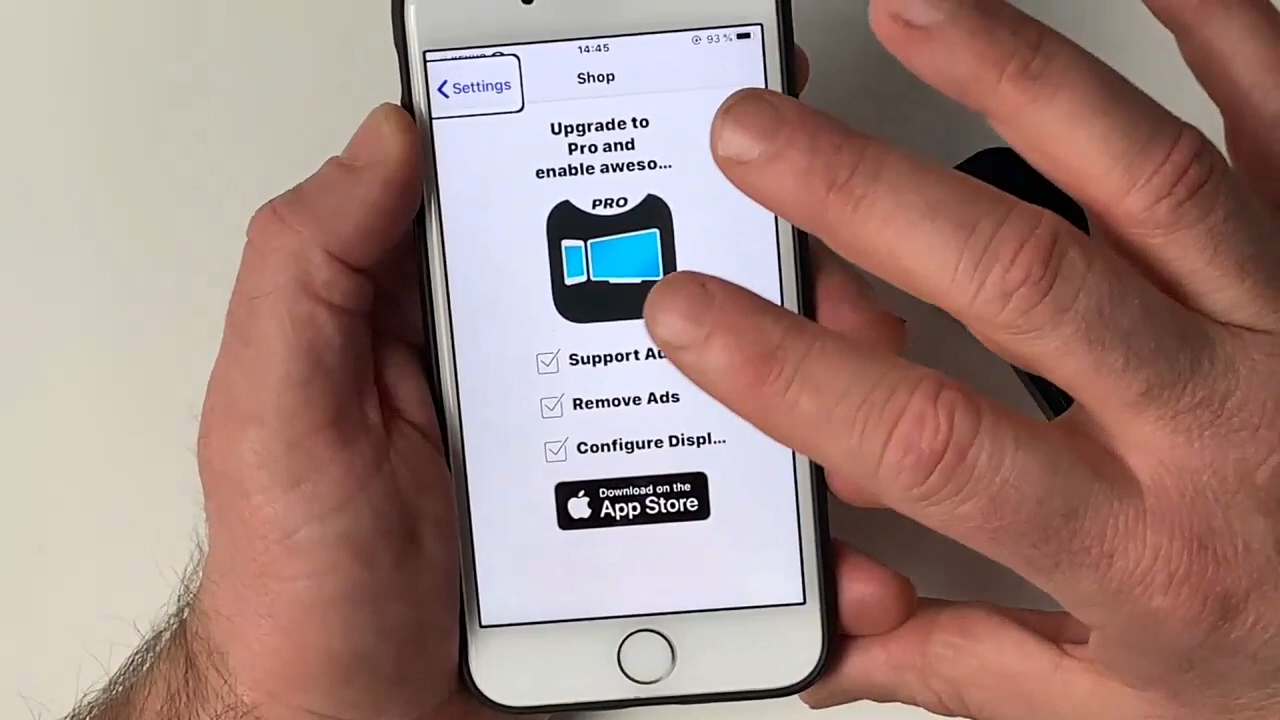 14:45
93 %
Settings
Shop
Upgrade to
Pro and
enable aweso...
PRO
Support
Remove Ads
Configure Displ...
Download on the
App Store